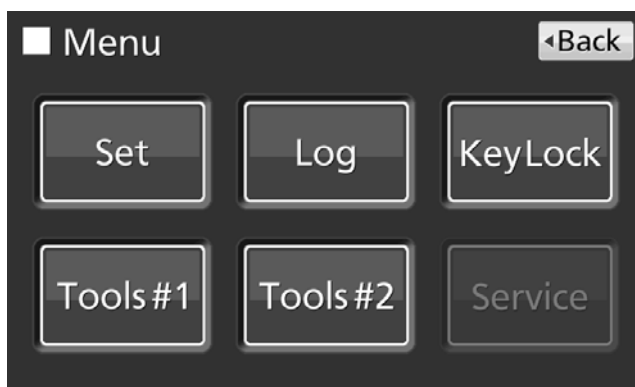 Menu
Back
Set
Log
KeyLock
Tools#1
Tools#2
Service